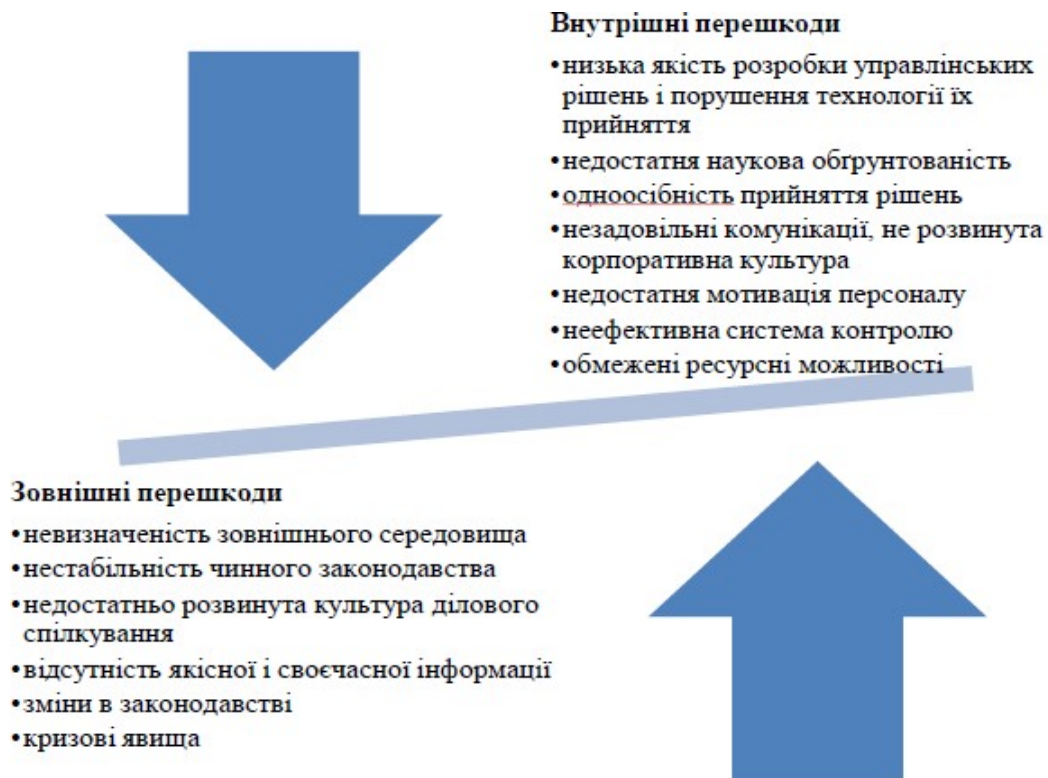 Внутрішні перешкоди
•низька якість розробки управлінських
рішень і порушення технології їх
прийняття
•недостатня наукова обґрунтованість
•одноосібність прийняття рішень
•незадовільні комунікації, не розвинута
корпоративна культура
•недостатня мотивація персоналу
•неефективна система контролю
•обмежені ресурсні можливості
Зовнішні перешкоди
•невизначеність зовнішнього середовища
•нестабільність чинного законодавства
•недостатньо розвинута культура ділового
спілкування
•відсутність якісної і своєчасної інформації
•зміни в законодавстві
•кризові явища